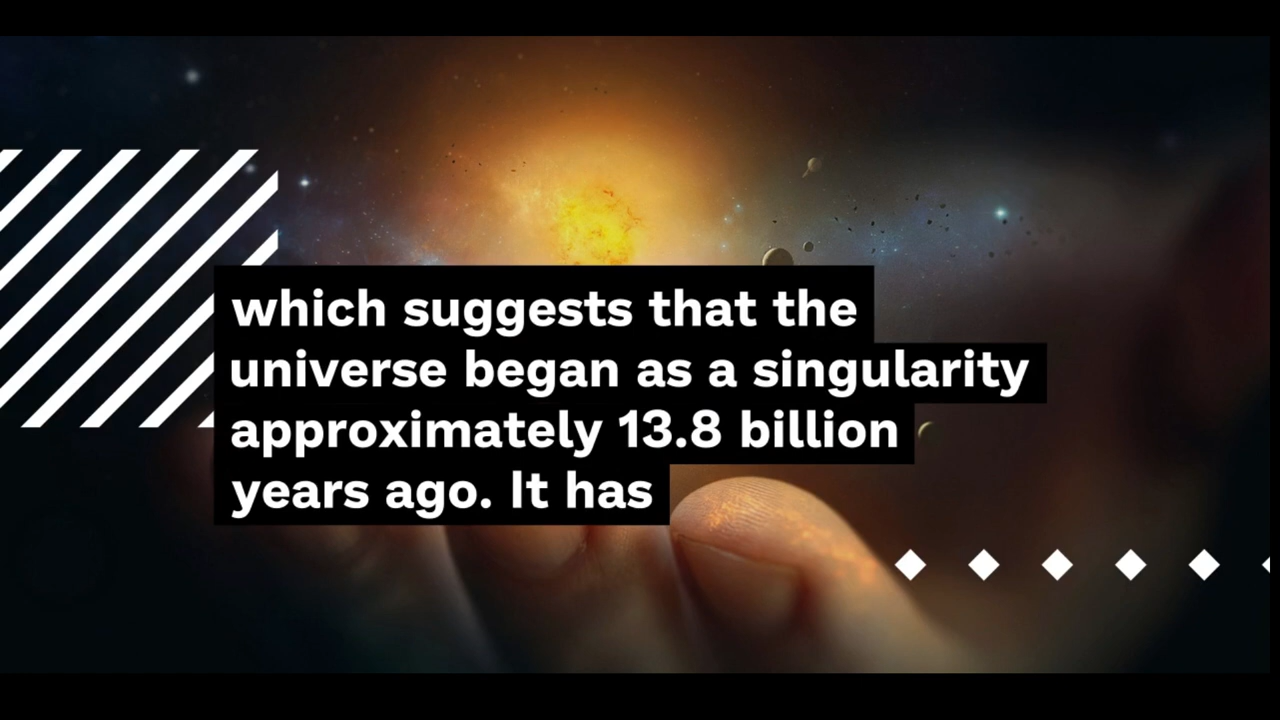 which suggests that the
universe began as a singularity
approximately 13.8 billion
years ago. It has